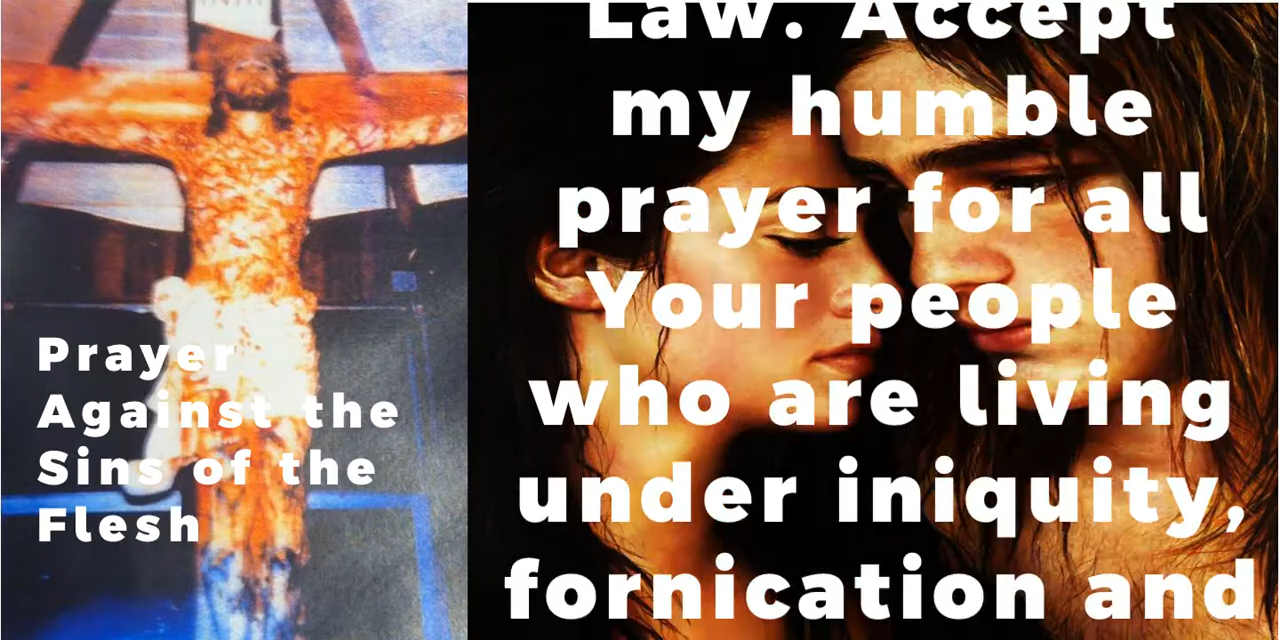 Prayer
Against the
Sins of the
Flesh
Law. Accept
my humble
prayer for all
Your people
who are living
under iniquity,
fornication and